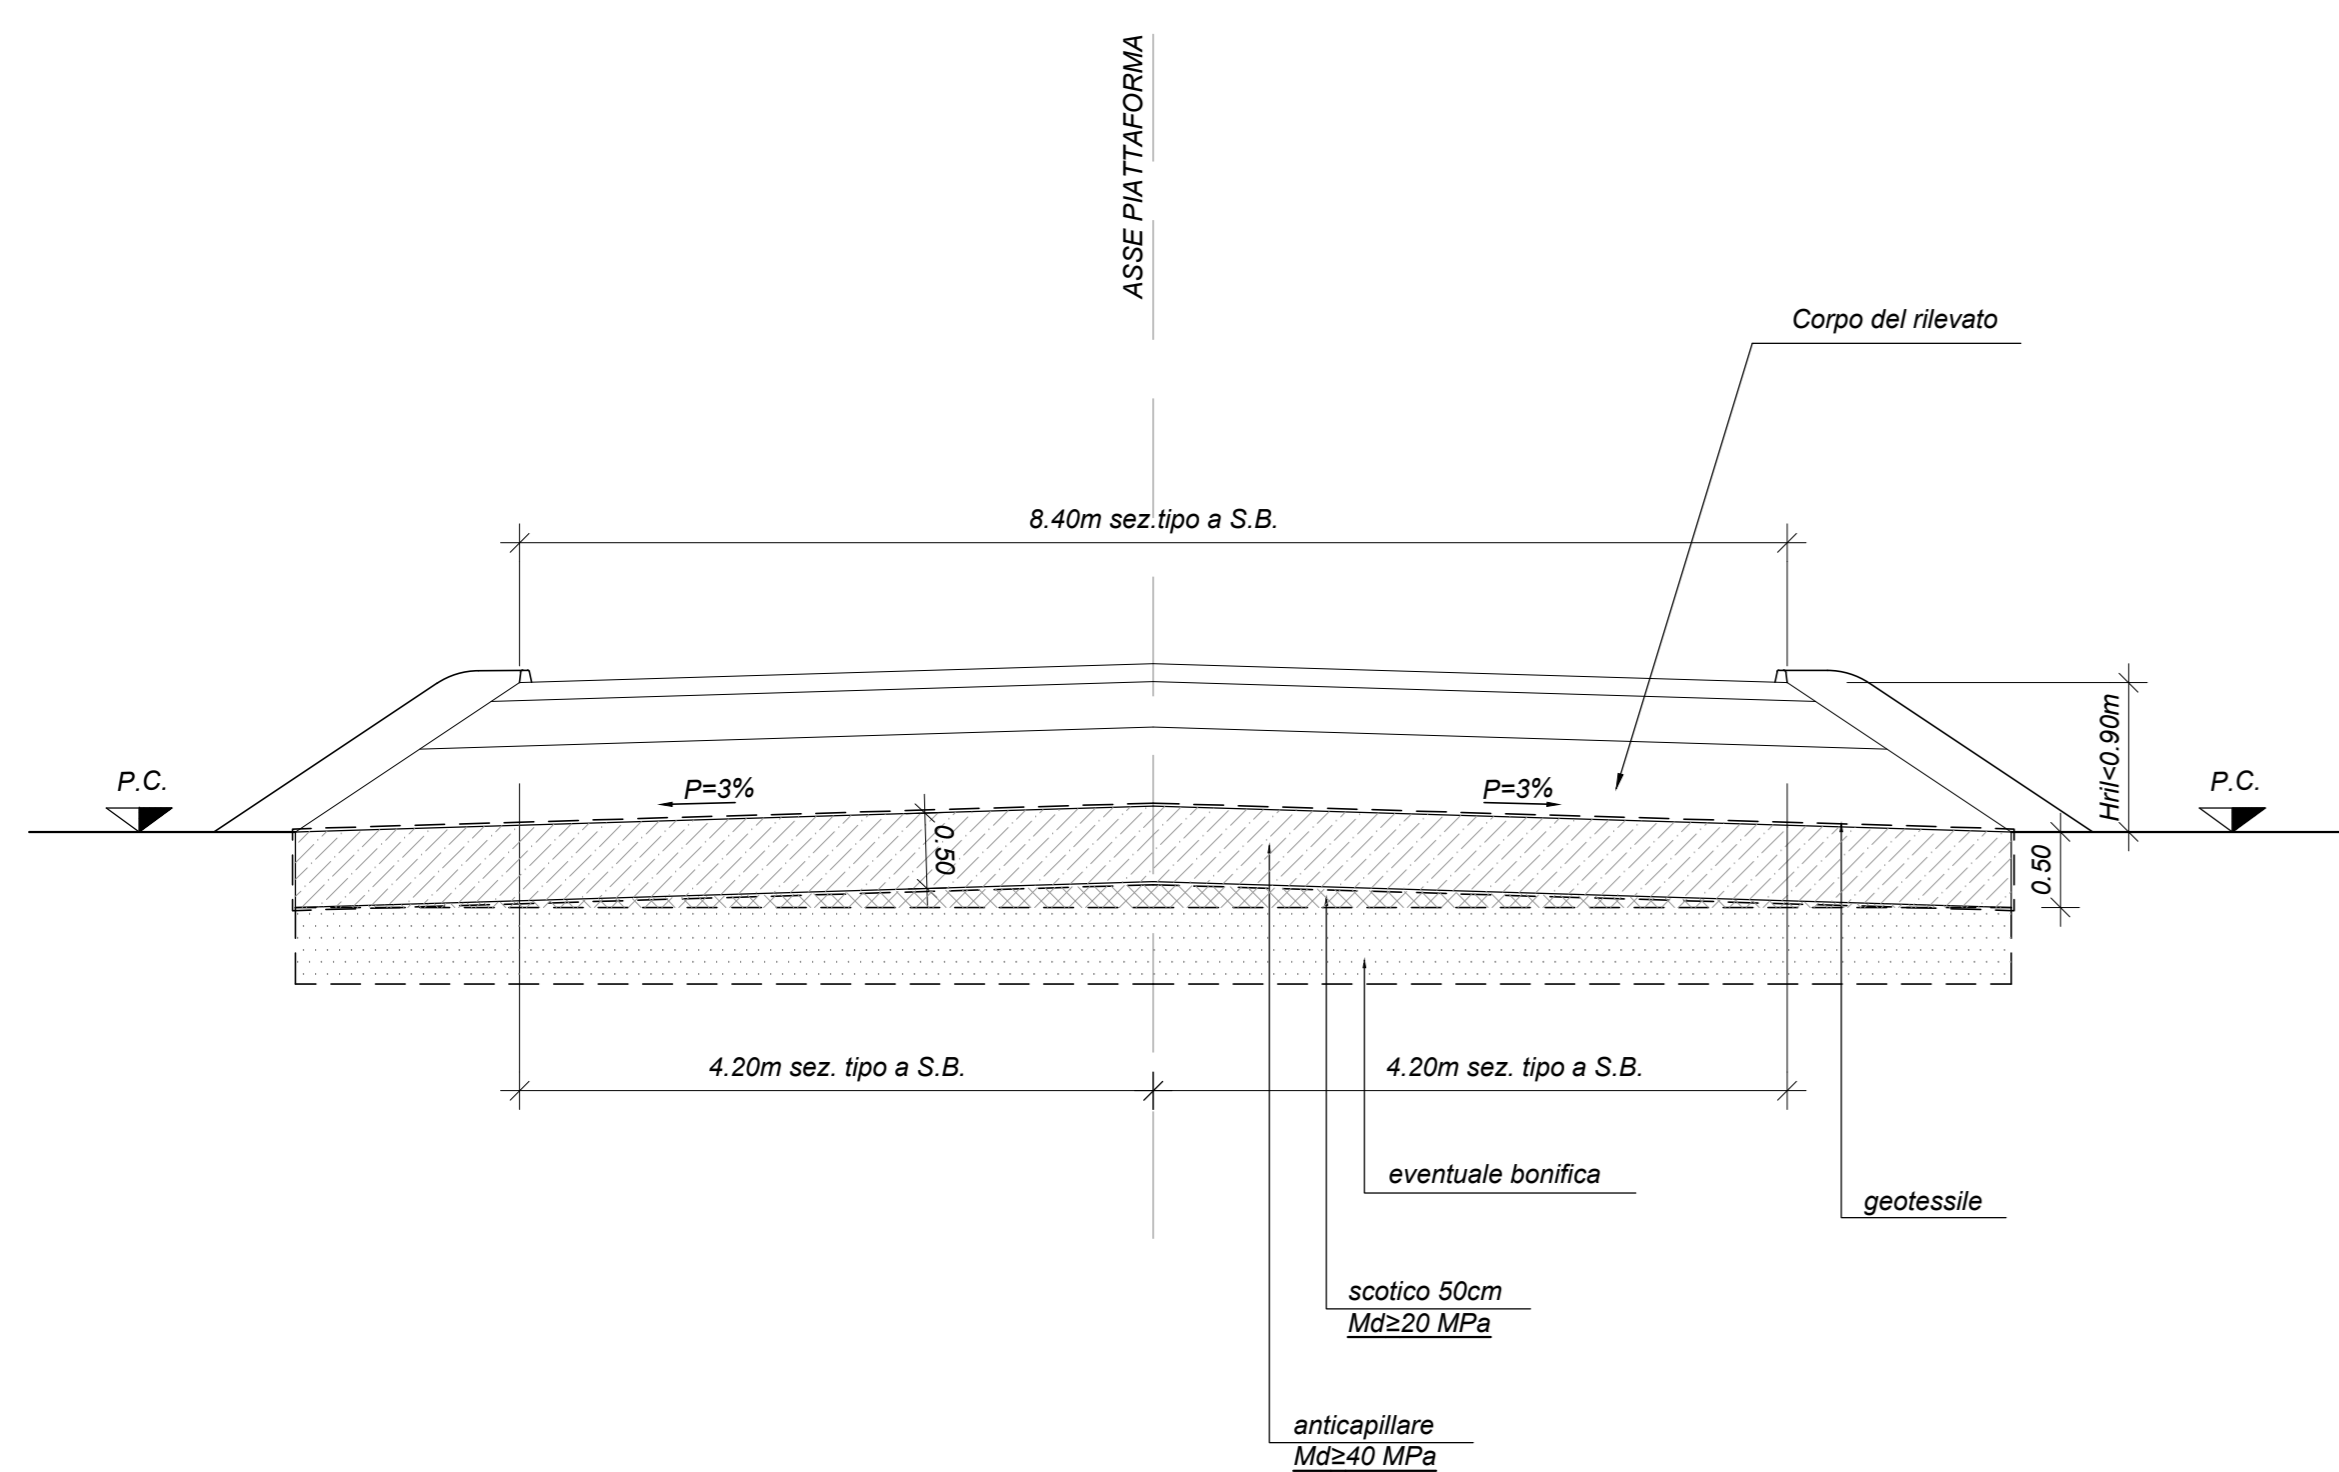 ASSE PIATTAFORMA
Corpo del rilevato
8.40m sez.tipo a S.B.
Hril<0.90m
P.C.
P=3%
P=3%
P.C.
0.50
0.50
4.20m sez. tipo a S.B.
4.20m sez. tipo a S.B.
eventuale bonifica
geotessile
scotico 50cm
Md≥20 MPa
anticapillare
Md≥40 MPa